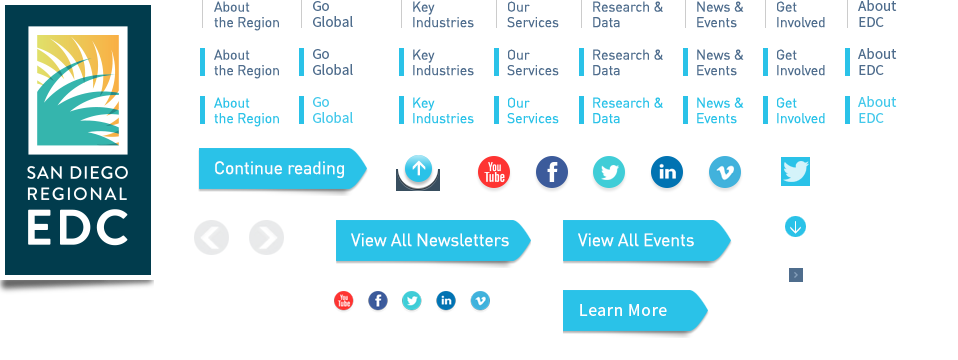 About Go Key Our Research & News & Get About
the Region Global Industries Services Data Events Involved EDC
About Go Key Our Research & News & Get About
the Region Global Industries Services Data Events Involved EDC
About Go Key Our Research & News & Get About
the Region Global Industries Services Data Events Involved EDC
SAN DIEGO
REGIONAL
EDC
Continue reading
You
Tube
f
in
v
View All Newsletters
View All Events
You
Tube
f
in
v
Learn More